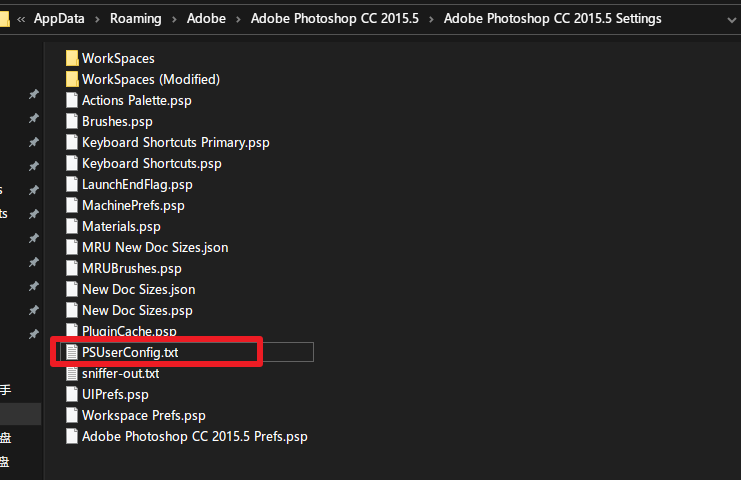 « AppData › Roaming › Adobe › Adobe Photoshop CC 2015.5 › Adobe Photoshop CC 2015.5 Settings
WorkSpaces
WorkSpaces (Modified)
Actions Palette.psp
Brushes.psp
Keyboard Shortcuts Primary.psp
Keyboard Shortcuts.psp
s
LaunchEndFlag.psp
MachinePrefs.psp
ts
Materials.psp
MRU New Doc Sizes.json
MRUBrushes.psp
New Doc Sizes.json
New Doc Sizes.psp
PluginCache.psp
PSUserConfig.txt
sniffer-out.txt
手
UIPrefs.psp
Workspace Prefs.psp
盘
Adobe Photoshop CC 2015.5 Prefs.psp
盘